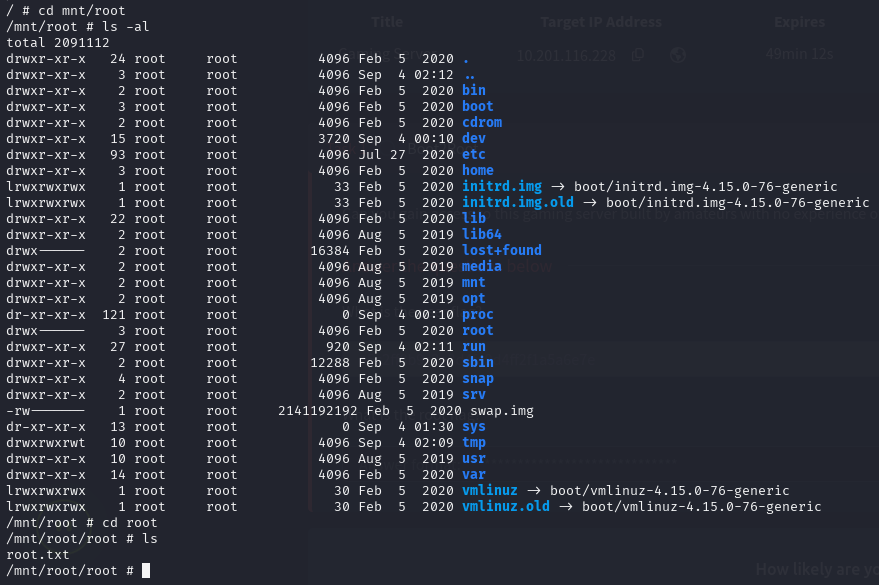 / # cd mnt/root
/mnt/root # ls -al
total 2091112
drwxr-xr-x   24 root     root          4096 Feb  5  2020 .
drwxr-xr-x    3 root     root          4096 Sep  4 02:12 ..
drwxr-xr-x    2 root     root          4096 Feb  5  2020 bin
drwxr-xr-x    3 root     root          4096 Feb  5  2020 boot
drwxr-xr-x    2 root     root          4096 Feb  5  2020 cdrom
drwxr-xr-x   15 root     root          3720 Sep  4 00:10 dev
drwxr-xr-x   93 root     root          4096 Jul 27  2020 etc
drwxr-xr-x    3 root     root          4096 Feb  5  2020 home
lrwxrwxrwx    1 root     root            33 Feb  5  2020 initrd.img -> boot/initrd.img-4.15.0-76-generic
lrwxrwxrwx    1 root     root            33 Feb  5  2020 initrd.img.old -> boot/initrd.img-4.15.0-76-generic
drwxr-xr-x   22 root     root          4096 Feb  5  2020 lib
drwxr-xr-x    2 root     root          4096 Aug  5  2019 lib64
drwx------    2 root     root         16384 Feb  5  2020 lost+found
drwxr-xr-x    2 root     root          4096 Aug  5  2019 media
drwxr-xr-x    2 root     root          4096 Aug  5  2019 mnt
drwxr-xr-x    2 root     root          4096 Aug  5  2019 opt
dr-xr-xr-x  121 root     root             0 Sep  4 00:10 proc
drwx------    3 root     root          4096 Feb  5  2020 root
drwxr-xr-x   27 root     root           920 Sep  4 02:11 run
drwxr-xr-x    2 root     root         12288 Feb  5  2020 sbin
drwxr-xr-x    4 root     root          4096 Feb  5  2020 snap
drwxr-xr-x    2 root     root          4096 Aug  5  2019 srv
-rw-------    1 root     root     2141192192 Feb  5  2020 swap.img
dr-xr-xr-x   13 root     root             0 Sep  4 01:30 sys
drwxrwxrwt   10 root     root          4096 Sep  4 02:09 tmp
drwxr-xr-x   10 root     root          4096 Aug  5  2019 usr
drwxr-xr-x   14 root     root          4096 Feb  5  2020 var
lrwxrwxrwx    1 root     root            30 Feb  5  2020 vmlinuz -> boot/vmlinuz-4.15.0-76-generic
lrwxrwxrwx    1 root     root            30 Feb  5  2020 vmlinuz.old -> boot/vmlinuz-4.15.0-76-generic
/mnt/root # cd root
/mnt/root/root # ls
root.txt
/mnt/root/root #
Title Target IP Address Expires
10.201.116.228 49min 12s
gaming server built by amateurs with no experience
below
How likely are